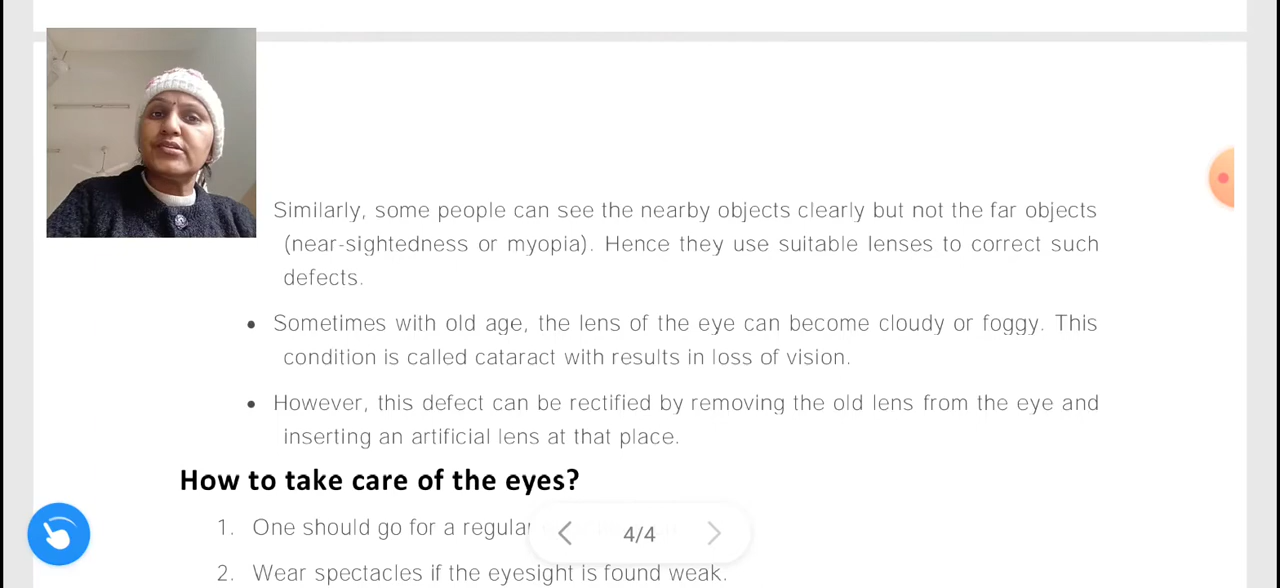 Similarly, some people can see the nearby objects clearly but not the far objects
(near-sightedness or myopia). Hence they use suitable lenses to correct such
defects.
• Sometimes with old age, the lens of the eye can become cloudy or foggy. This
condition is called cataract with results in loss of vision.
• However, this defect can be rectified by removing the old lens from the eye and
inserting an artificial lens at that place.
How to take care of the eyes?
1. One should go for a regular
4/4
2. Wear spectacles if the eyesight is found weak.